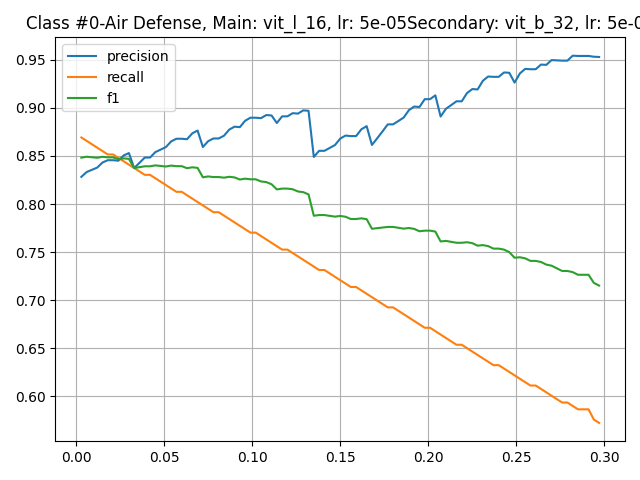 Class #0-Air Defense, Main: vit_l_16, lr: 5e-05Secondary: vit_b_32, lr: 5e-0
precision
recall
f1
0.95
0.90
0.85
0.80
0.75
0.70
0.65
0.60
0.00 0.05 0.10 0.15 0.20 0.25 0.30